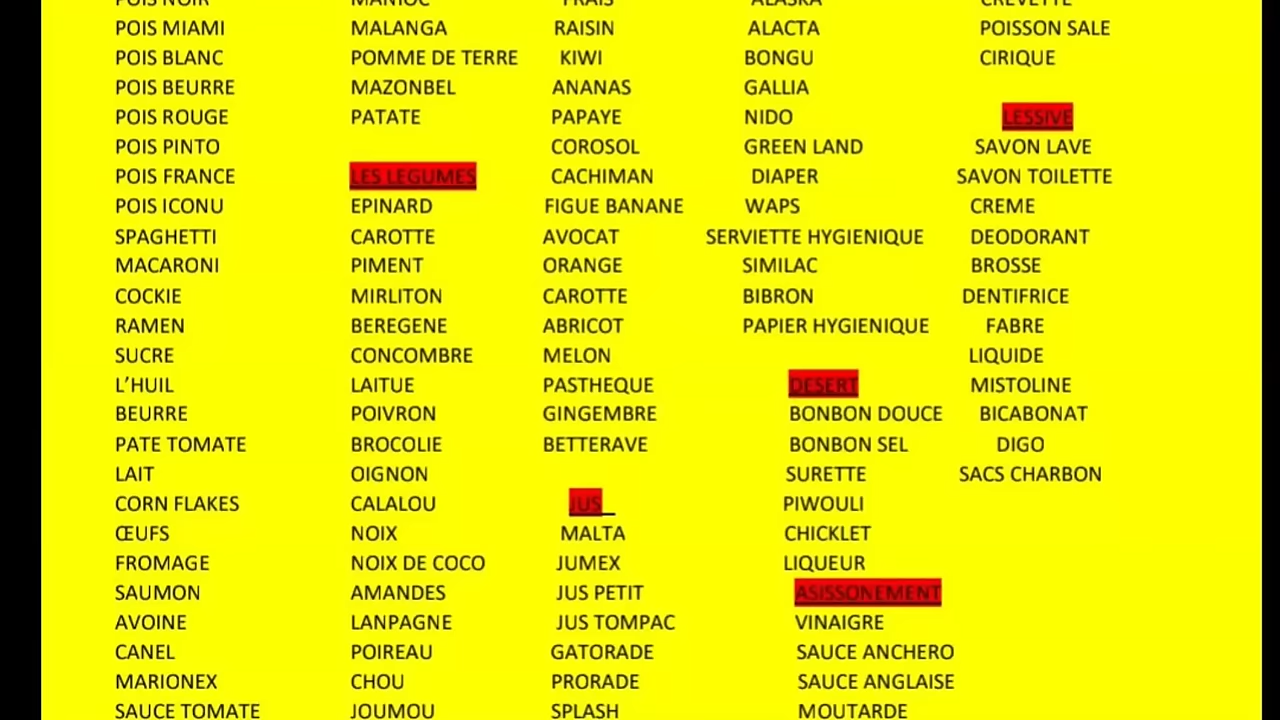 POIS NOIR
POIS MIAMI
POIS BLANC
POIS BEURRE
POIS ROUGE
POIS PINTO
POIS FRANCE
POIS ICONU
SPAGHETTI
MACARONI
COCKIE
RAMEN
SUCRE
L’HUIL
BEURRE
PATE TOMATE
LAIT
CORN FLAKES
ŒUFS
FROMAGE
SAUMON
AVOINE
CANEL
MARIONEX
SAUCE TOMATE
MANIOC
MALANGA
POMME DE TERRE
MAZONBEL
PATATE
LES LEGUMES
EPINARD
CAROTTE
PIMENT
MIRLITON
BEREGENE
CONCOMBRE
LAITUE
POIVRON
BROCOLIE
OIGNON
CALALOU
NOIX
NOIX DE COCO
AMANDES
LANPAGNE
POIREAU
CHOU
JOUMOU
FRAIS
RAISIN
KIWI
ANANAS
PAPAYE
COROSOL
CACHIMAN
FIGUE BANANE
AVOCAT
ORANGE
CAROTTE
ABRICOT
MELON
PASTHEQUE
GINGEMBRE
BETTERAVE
JUS
MALTA
JUMEX
JUS PETIT
JUS TOMPAC
GATORADE
PRORADE
SPLASH
ALASKA
ALACTA
BONGU
GALLIA
NIDO
GREEN LAND
DIAPER
WAPS
SERVIETTE HYGIENIQUE
SIMILAC
BIBRON
PAPIER HYGIENIQUE
DESERT
BONBON DOUCE
BONBON SEL
SURETTE
PIWOULI
CHICKLET
LIQUEUR
ASISSONEMENT
VINAIGRE
SAUCE ANCHERO
SAUCE ANGLAISE
MOUTARDE
CREVETTE
POISSON SALE
CIRIQUE
LESSIVE
SAVON LAVE
SAVON TOILETTE
CREME
DEODORANT
BROSSE
DENTIFRICE
FABRE
LIQUIDE
MISTOLINE
BICABONAT
DIGO
SACS CHARBON